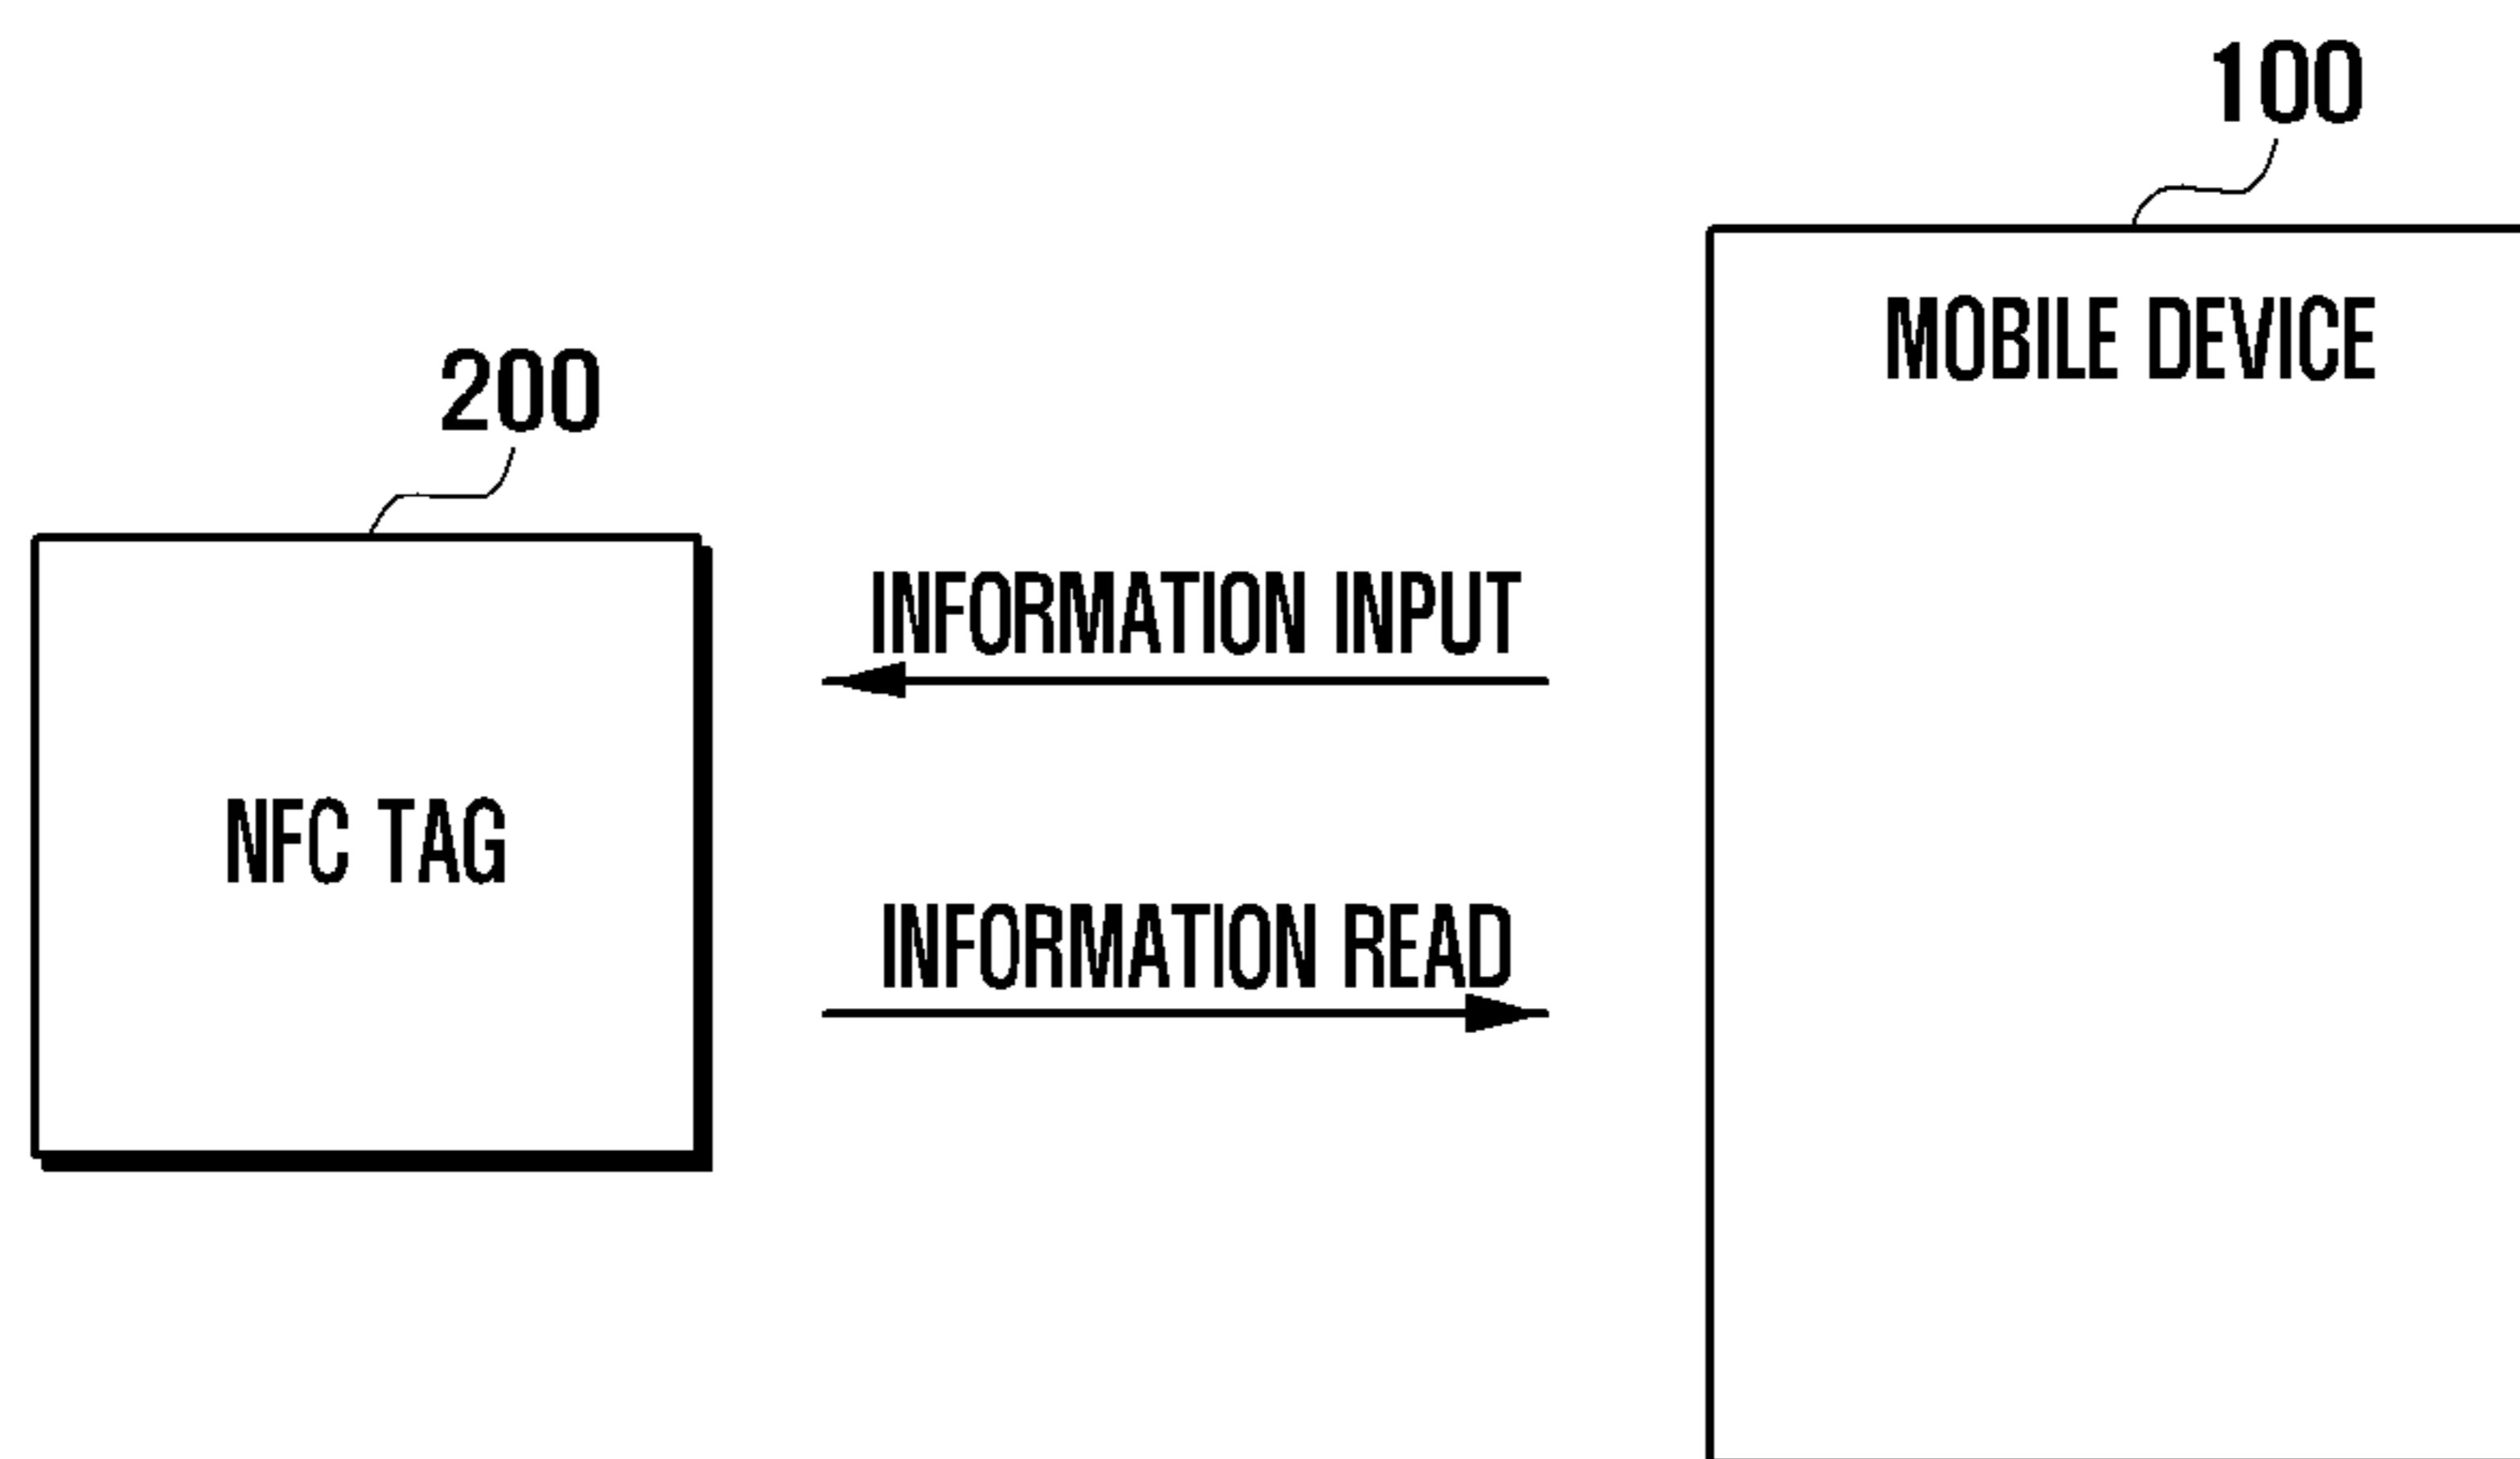 100
MOBILE DEVICE
200
INFORMATION INPUT
NFC TAG
INFORMATION READ